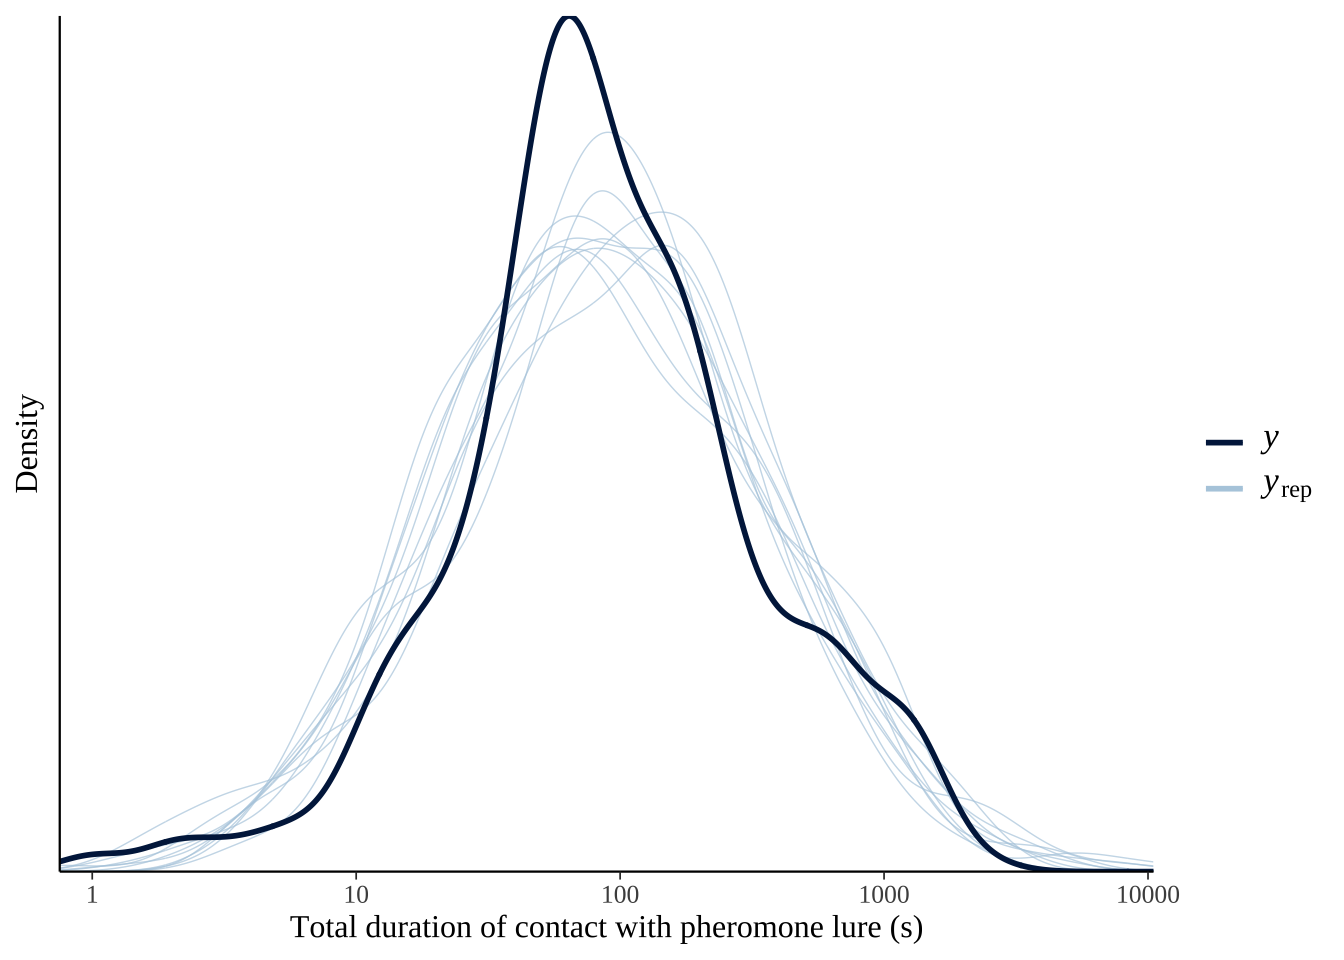 Density
1 10 100 1000 10000
Total duration of contact with pheromone lure (s)
y
yrep